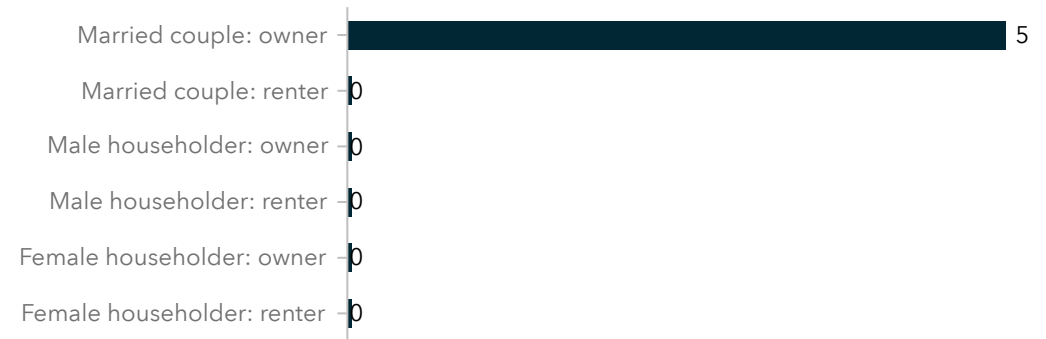 Married couple: owner 5
Married couple: renter 0
Male householder: owner 0
Male householder: renter 0
Female householder: owner 0
Female householder: renter 0